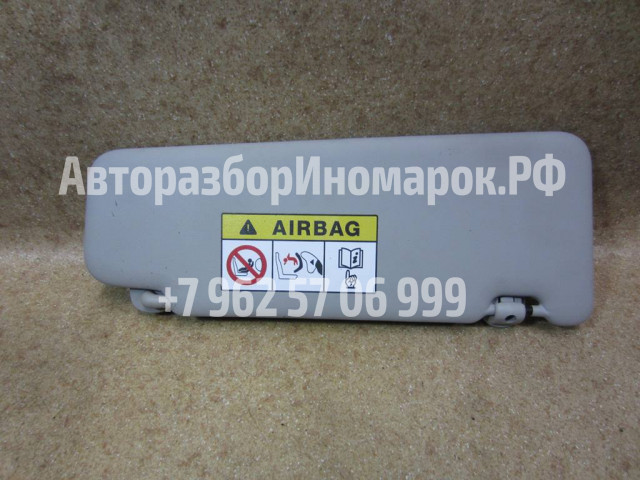 АвторазборИномарок.РФ
AIRBAG
+7 962 57 06 999